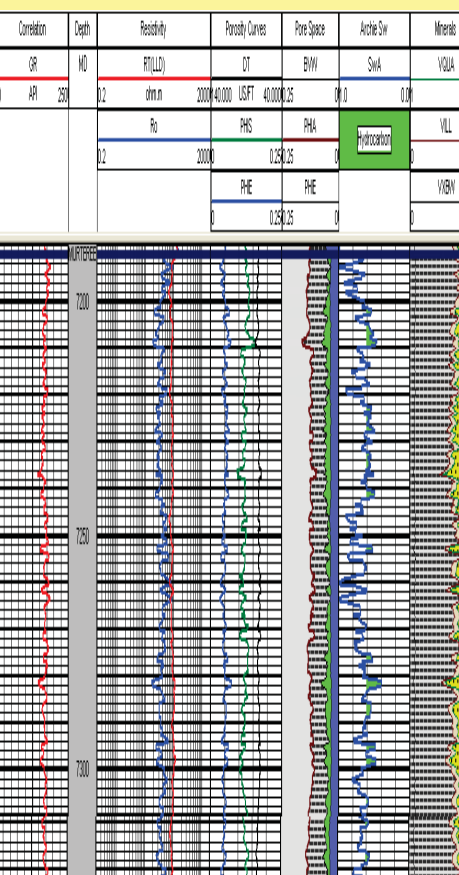 Correlation Depth Resistivity Porosity Curves Pore Space Archie Sw Minerals
GR MD RT(LLD) DT BVW SwA VQUA
API 250 0.2 ohm.m 2000 140.000 US/FT 40.000 0.25 0 1.0 0.0
Ro PHIS PHIA Hydrocarbon VILL
0.2 2000 0 0.25 0.25 0 0
PHE PHE
0 0.25 0.25 0 0
MURTEREE
7200
7250
7300